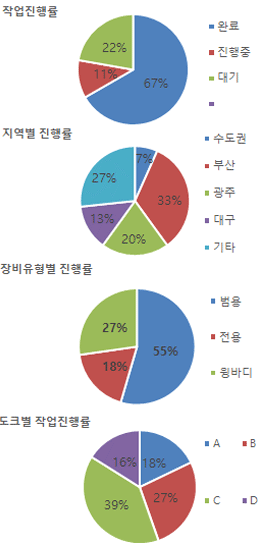 작업진행률
22%
11%
67%
완료
진행중
대기
지역별 진행률
7%
33%
20%
13%
27%
수도권
부산
광주
대구
기타
장비유형별 진행률
27%
18%
55%
범용
전용
윙바디
도크별 작업진행률
16%
18%
39%
27%
A B
C D